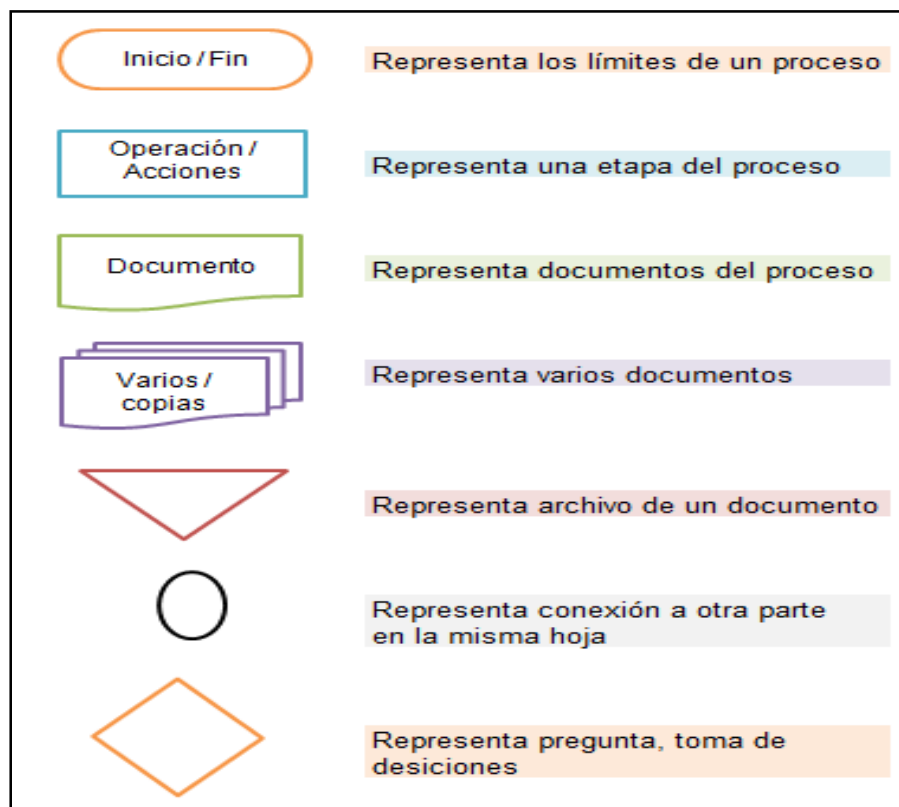 Inicio / Fin
Representa los límites de un proceso
Operación /
Acciones
Representa una etapa del proceso
Documento
Representa documentos del proceso
Varios /
copias
Representa varios documentos
Representa archivo de un documento
Representa conexión a otra parte
en la misma hoja
Representa pregunta, toma de
desiciones